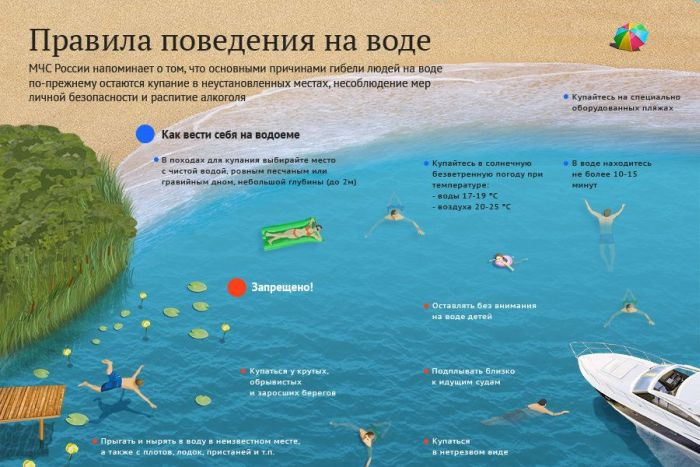 Правила поведения на воде
МЧС России напоминает о том, что основными причинами гибели людей на воде
по-прежнему остаются купание в неустановленных местах, несоблюдение мер
личной безопасности и распитие алкоголя
Купайтесь на специально
оборудованных пляжах
Как вести себя на водоеме
В походах для купания выбирайте место
с чистой водой, ровным песчаным или
гравийным дном, небольшой глубины (до 2м)
Купайтесь в солнечную
безветренную погоду при
температуре:
- воды 17-19 °C
- воздуха 20-25 °C
В воде находитесь
не более 10-15
минут
Запрещено!
Оставлять без внимания
на воде детей
Купаться у крутых,
обрывистых
и заросших берегов
Подплывать близко
к идущим судам
Прыгать и нырять в воду в неизвестном месте,
а также с плотов, лодок, пристаней и т.п.
Купаться
в нетрезвом виде